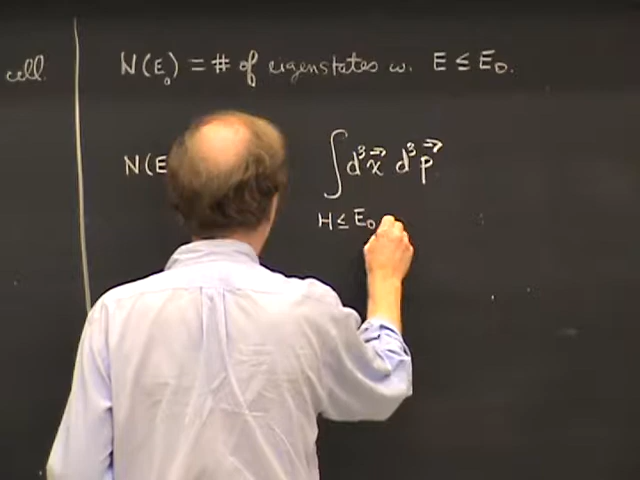 cell.
N(E₀) = # of eigenstates w. E ≤ E₀.
N(E
∫ d³x⃗ d³p⃗
H ≤ E₀